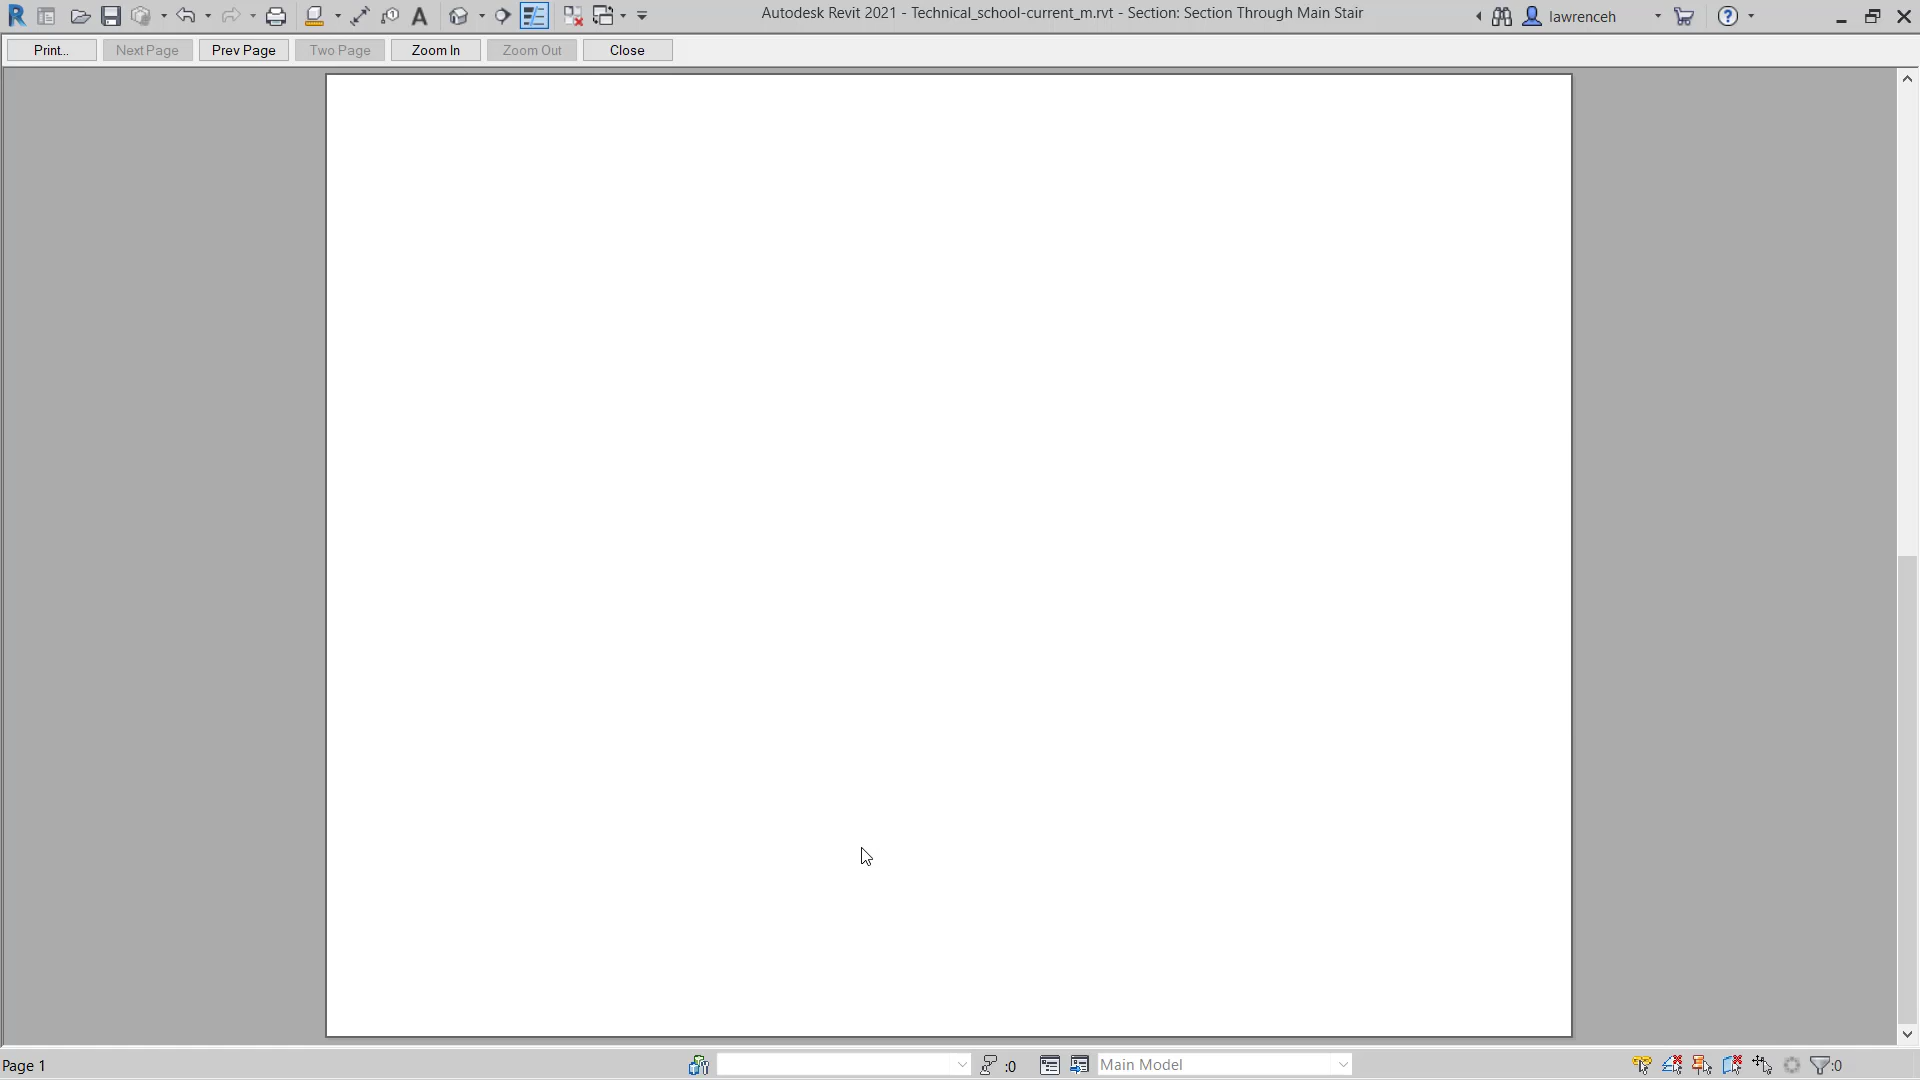 Autodesk Revit 2021 - Technical_school-current_m.rvt - Section: Section Through Main Stair
lawrenceh
Print...
Next Page
Prev Page
Two Page
Zoom In
Zoom Out
Close
Page 1
:0
Main Model
:0